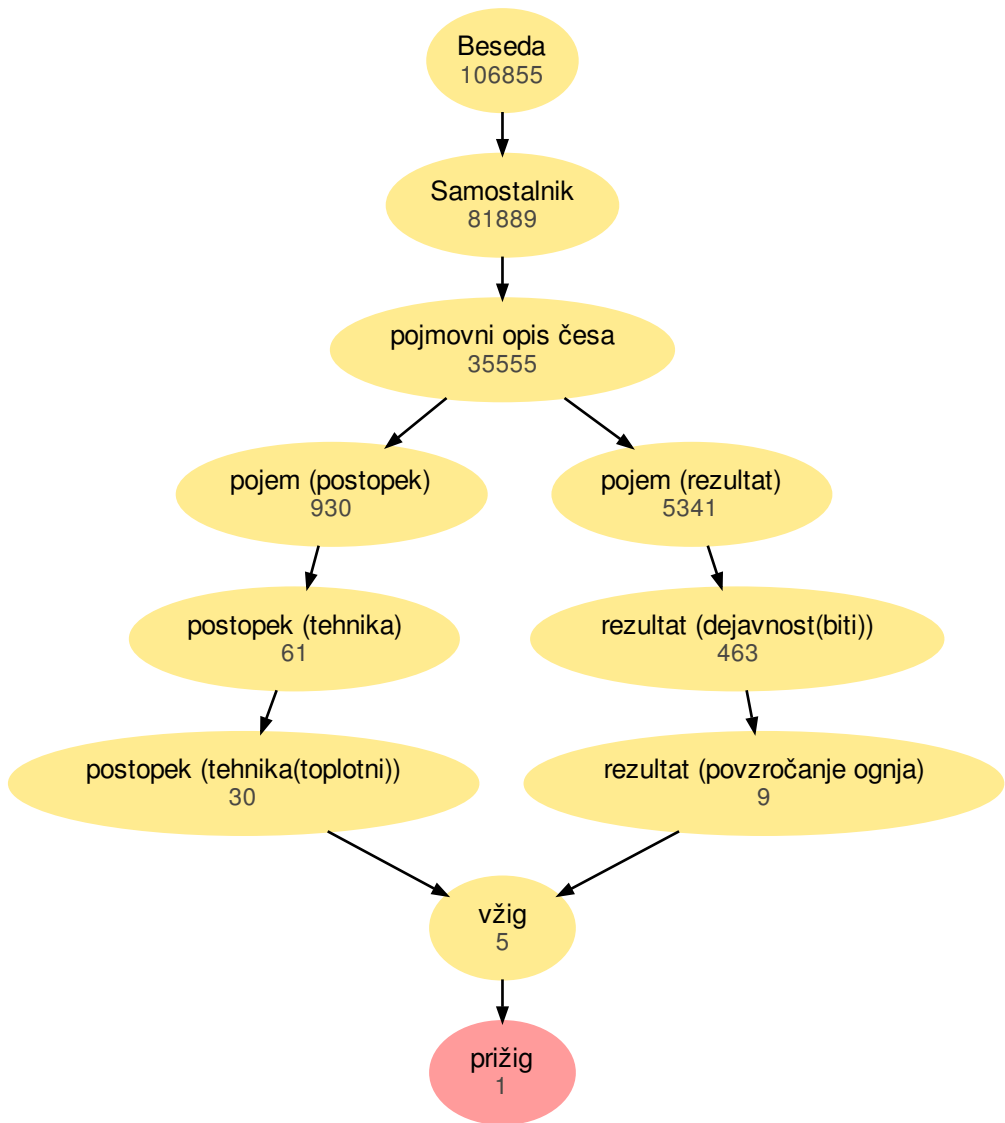 Beseda
106855
Samostalnik
81889
pojmovni opis česa
35555
pojem (postopek)
930
pojem (rezultat)
5341
postopek (tehnika)
61
rezultat (dejavnost(biti))
463
postopek (tehnika(toplotni))
30
rezultat (povzročanje ognja)
9
vžig
5
prižig
1